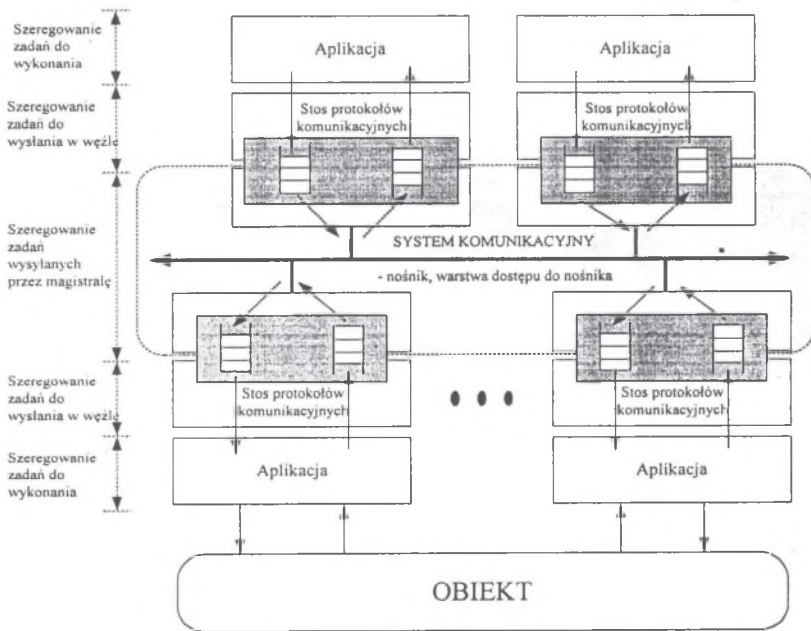 Szeregowanie
zadań do
wykonania
Aplikacja
Aplikacja
Szeregowanie
zadań do
wysłania w węźle
Stos protokołów
komunikacyjnych
Stos protokołów
komunikacyjnych
Szeregowanie
zadań
wysyłanych
przez magistralę
SYSTEM KOMUNIKACYJNY
- nośnik, warstwa dostępu do nośnika
Szeregowanie
zadań do
wysłania w węźle
Stos protokołów
komunikacyjnych
Stos protokołów
komunikacyjnych
Szeregowanie
zadań do
wykonania
Aplikacja
Aplikacja
OBIEKT